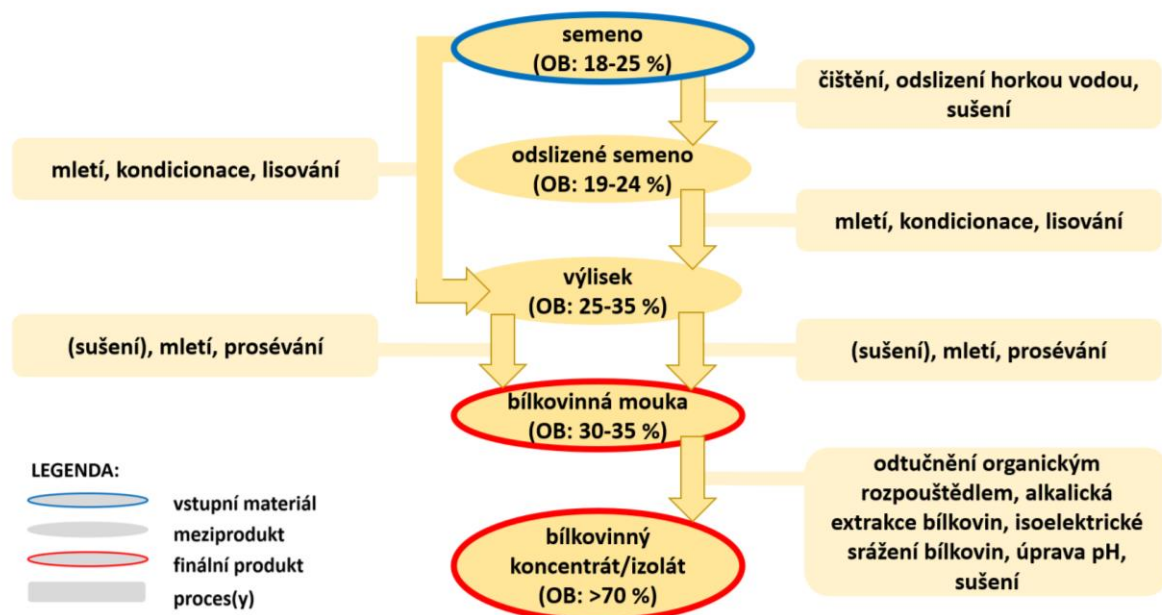 semeno
(OB: 18-25 %)
čištění, odslizení horkou vodou,
sušení
mletí, kondicionace, lisování
odslizené semeno
(OB: 19-24 %)
mletí, kondicionace, lisování
výlisek
(OB: 25-35 %)
(sušení), mletí, prosévání
(sušení), mletí, prosévání
bílkovinná mouka
(OB: 30-35 %)
odtučnění organickým
rozpouštědlem, alkalická
extrakce bílkovin, isoelektrické
srážení bílkovin, úprava pH,
sušení
bílkovinný
koncentrát/izolát
(OB: >70 %)
LEGENDA:
vstupní materiál
meziprodukt
finální produkt
proces(y)